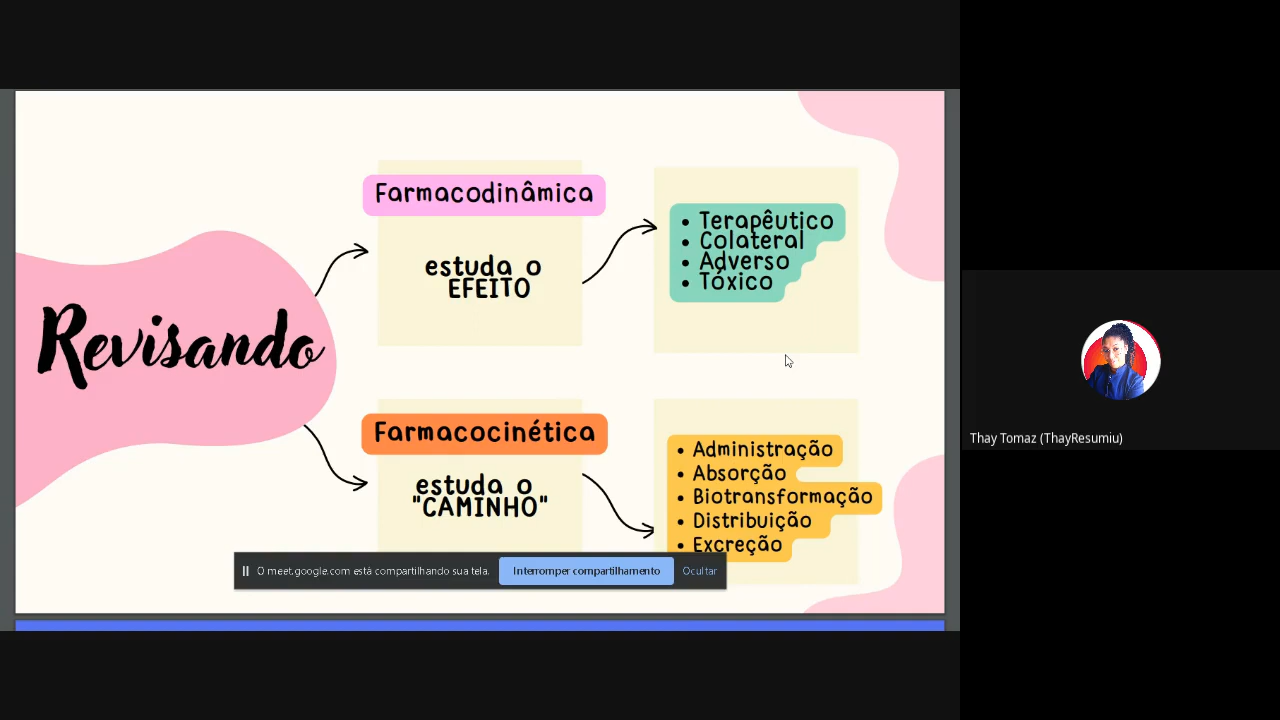 Revisando
Farmacodinâmica
estuda o
EFEITO
• Terapêutico
• Colateral
• Adverso
• Tóxico
Farmacocinética
estuda o
"CAMINHO"
• Administração
• Absorção
• Biotransformação
• Distribuição
• Excreção
O meet.google.com está compartilhando sua tela.
Interromper compartilhamento
Ocultar
Thay Tomaz (ThayResumiu)